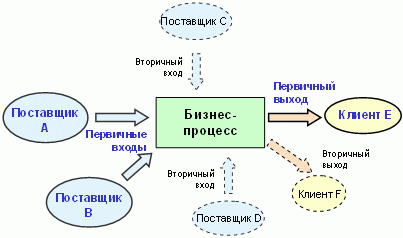 Поставщик С
Вторичный
вход
Первичный
выход
Поставщик
А
Бизнес-
процесс
Клиент Е
Первичные
входы
Вторичный
выход
Поставщик
В
Вторичный
вход
Клиент F
Поставщик D